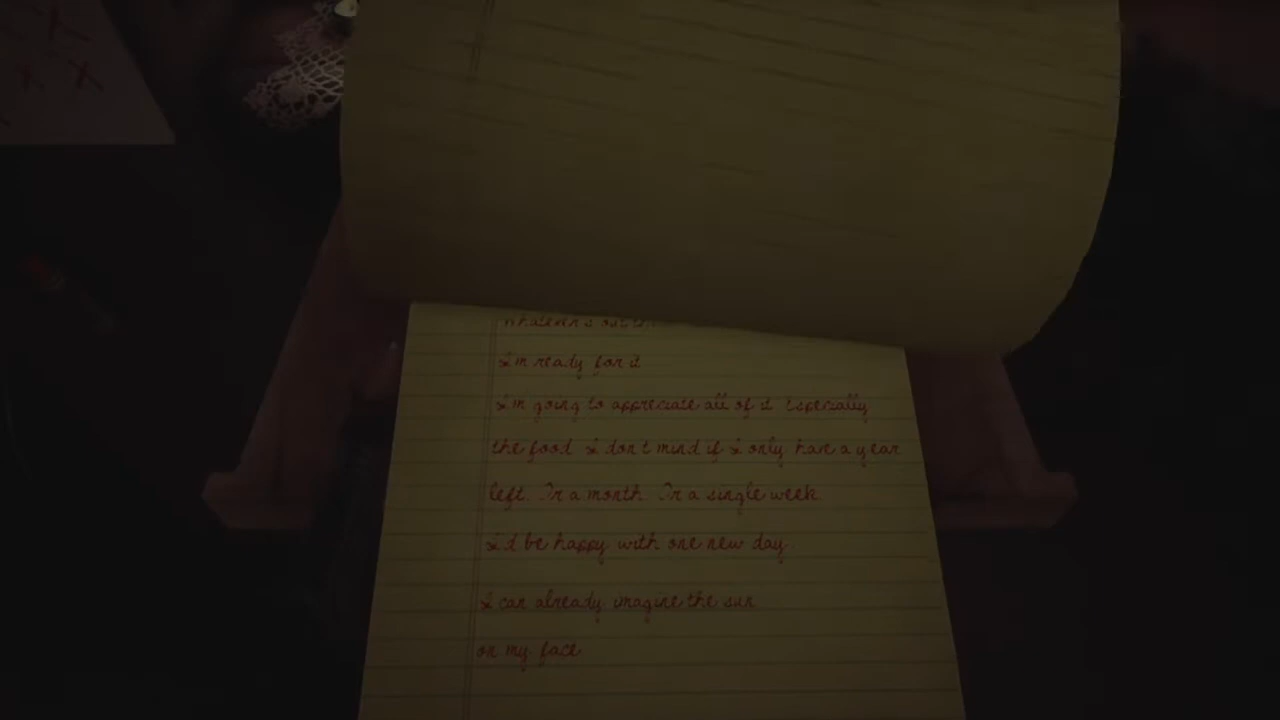 Whatever's out
I'm ready for it
I'm going to appreciate all of it Especially
the food I don't mind if I only have a year
left. Or a month. Or a single week
I'd be happy with one new day
I can already imagine the sun
on my face